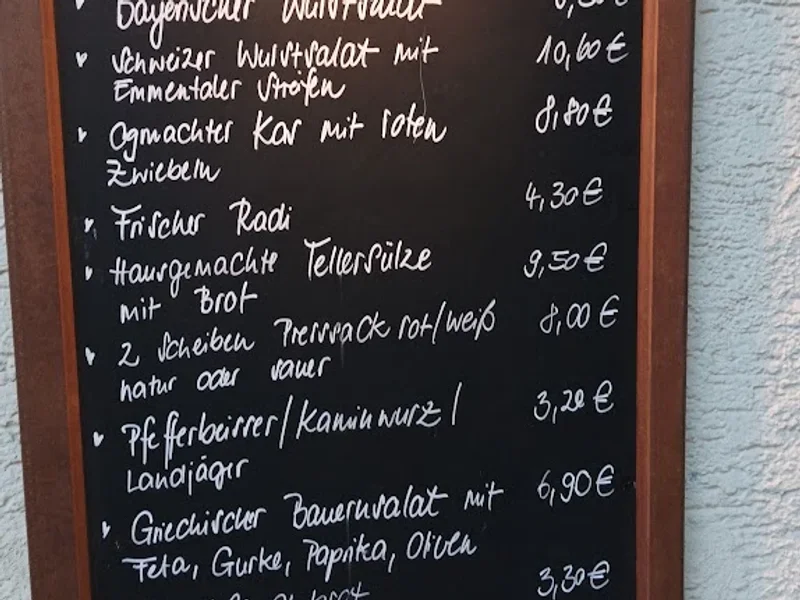 Bayerischer Wurstsalat
Schweizer Wurstsalat mit 10,60€
Emmentaler Streifen
Ogmachter Kas mit roten 8,80€
Zwiebeln
Frischer Radi 4,30€
Hausgemachte Tellersülze 9,50€
mit Brot
2 Scheiben Presssack rot/weiß 8,00€
natur oder sauer
Pfefferbeisser/Kaminwurz/ 3,20€
Landjäger
Griechischer Bauernsalat mit 6,90€
Feta, Gurke, Paprika, Oliven
3,30€